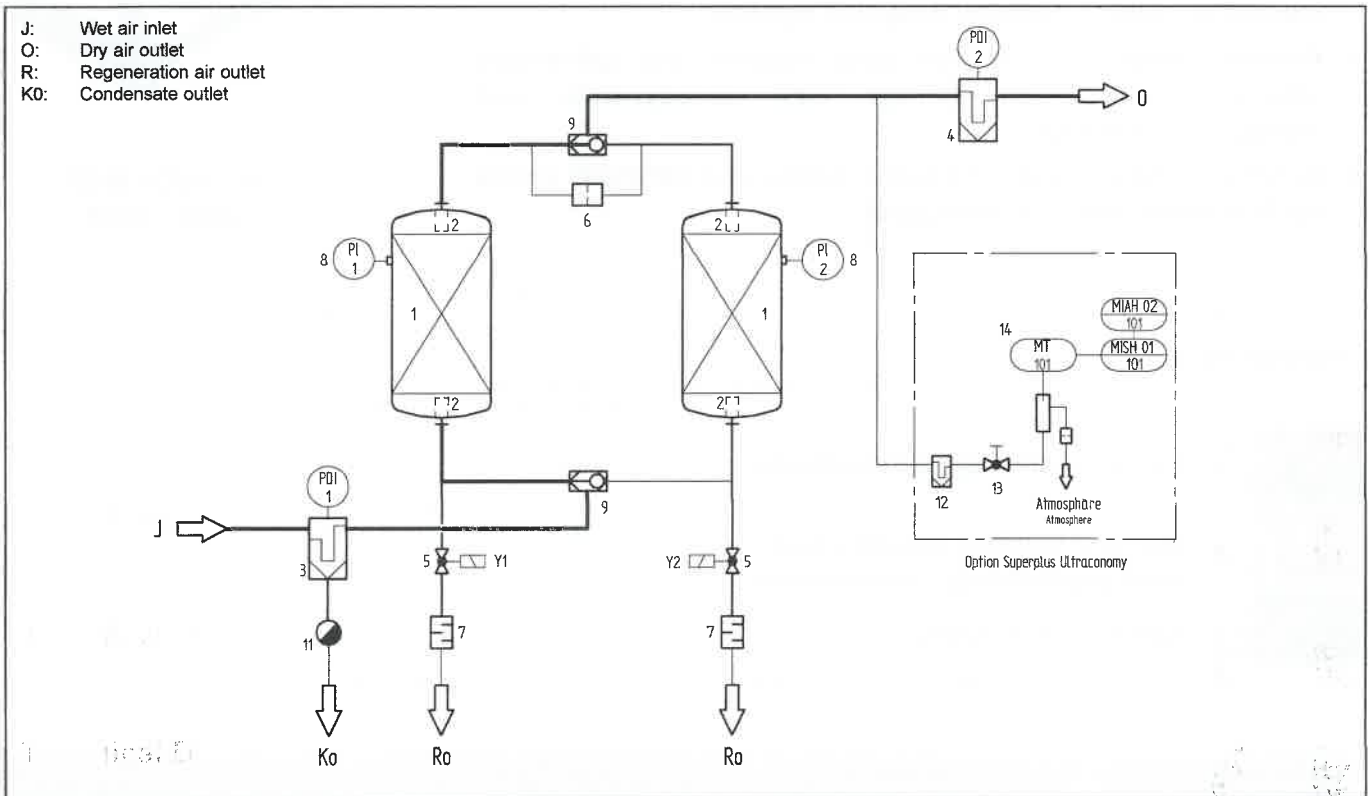 J: Wet air inlet
O: Dry air outlet
R: Regeneration air outlet
K0: Condensate outlet
PDI
2
O
4
9
6
2
2
8
PI
1
PI
2
8
1
1
2
2
MIAH 02
101
14
MT
101
MISH 01
101
PDI
1
9
12
13
Atmosphäre
Atmosphere
J
3
5
Y1
Y2
5
Option Superplus Ultraconomy
11
7
7
Ko
Ro
Ro